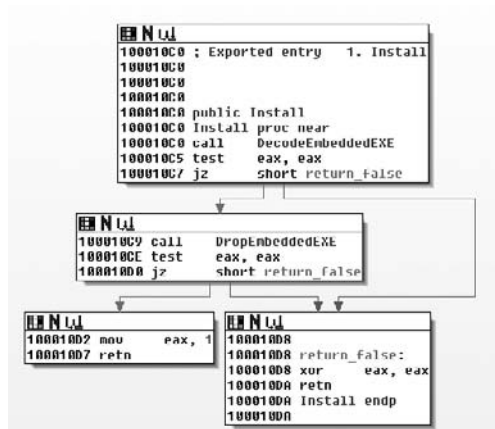 100010C0 ; Exported entry 1. Install
100010C0
100010C0
100010C0
100010C0 public Install
100010C0 Install proc near
100010C0 call DecodeEmbeddedEXE
100010C5 test eax, eax
100010C7 jz short return_false
100010C9 call DropEmbeddedEXE
100010CE test eax, eax
100010D0 jz short return_false
100010D2 mov eax, 1
100010D7 retn
100010D8
100010D8 return_false:
100010D8 xor eax, eax
100010DA retn
100010DA Install endp
100010DA